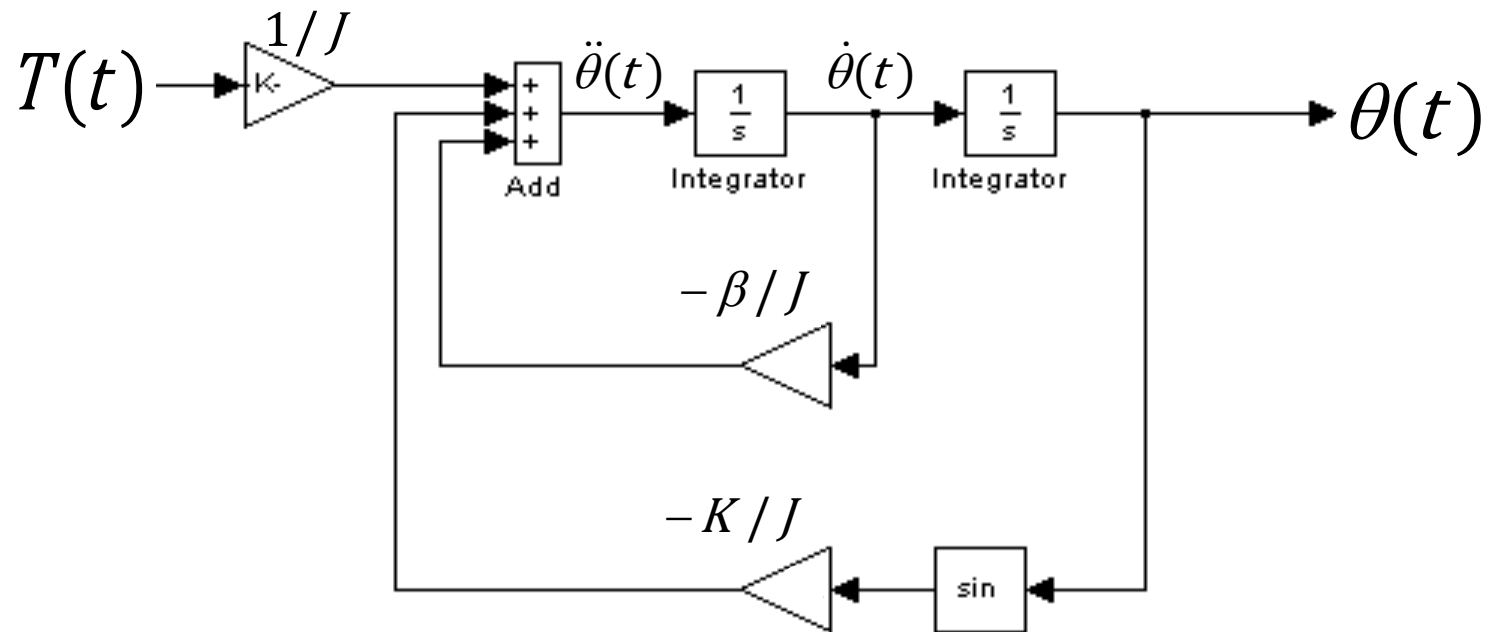 1/J
T(t)
K-
+
+
+
Add
θ̈(t)
1
s
Integrator
θ̇(t)
1
s
Integrator
θ(t)
− β / J
− K / J
sin